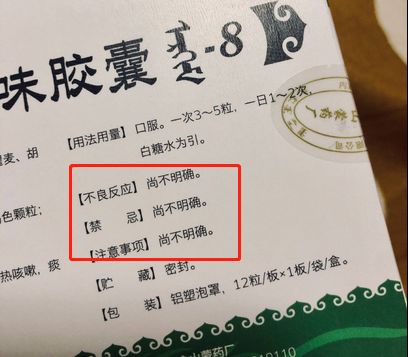 味胶囊 -8
瞿麦、胡
【用法用量】口服。一次3~5粒，一日1~2次，
白糖水为引。
【不良反应】尚不明确。
色颗粒；
【禁 忌】尚不明确。
【注意事项】尚不明确。
热咳嗽，痰
【贮 藏】密封。
【包 装】铝塑泡罩，12粒/板×1板/袋/盒。